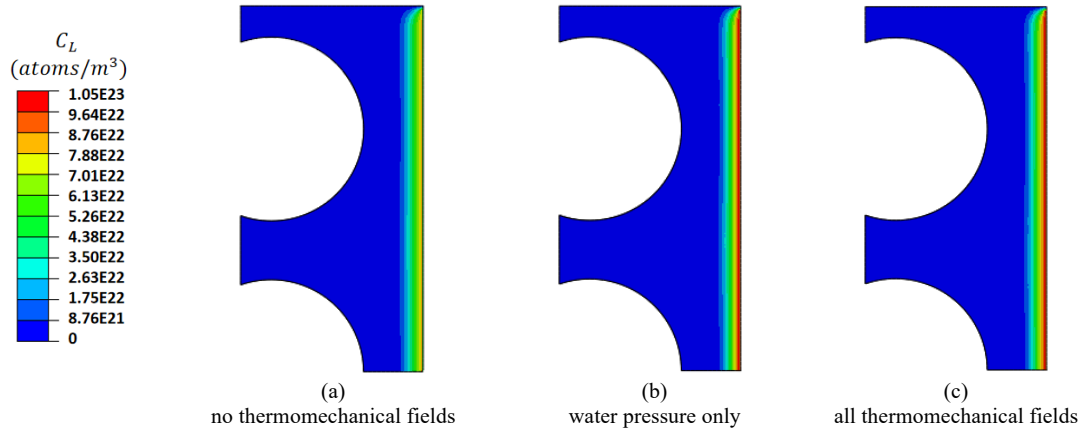 C_L
(atoms/m³)
1.05E23
9.64E22
8.76E22
7.88E22
7.01E22
6.13E22
5.26E22
4.38E22
3.50E22
2.63E22
1.75E22
8.76E21
0
(a)
no thermomechanical fields
(b)
water pressure only
(c)
all thermomechanical fields